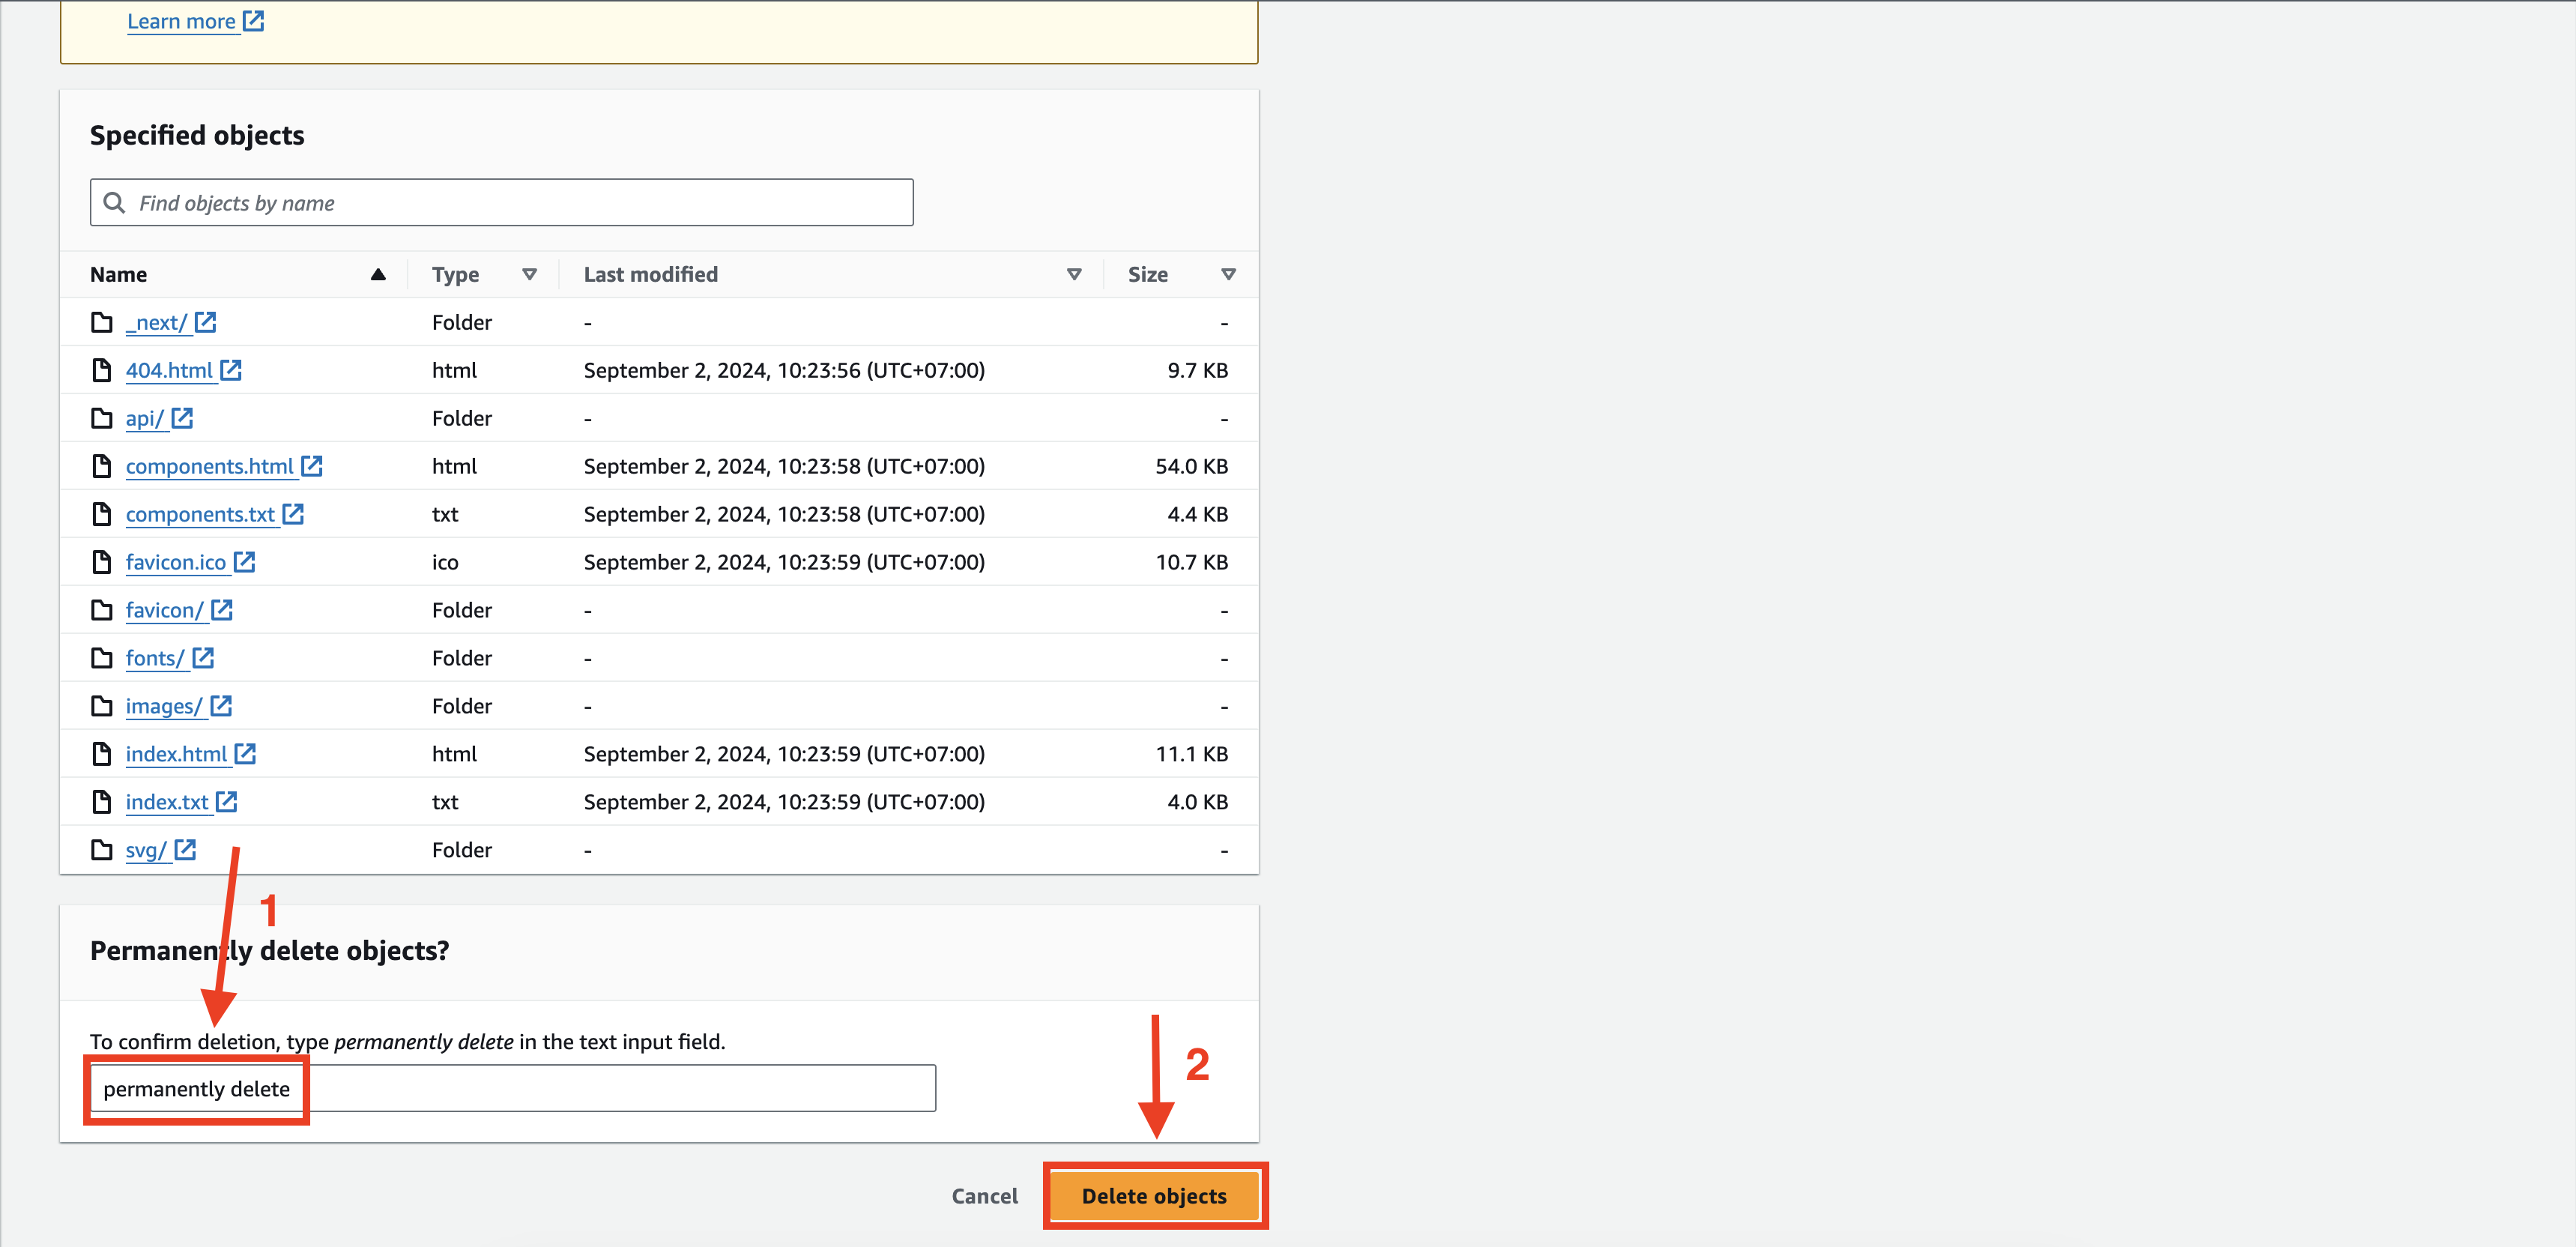 Learn more
Specified objects
Find objects by name
Name Type Last modified Size
_next/ Folder - -
404.html html September 2, 2024, 10:23:56 (UTC+07:00) 9.7 KB
api/ Folder - -
components.html html September 2, 2024, 10:23:58 (UTC+07:00) 54.0 KB
components.txt txt September 2, 2024, 10:23:58 (UTC+07:00) 4.4 KB
favicon.ico ico September 2, 2024, 10:23:59 (UTC+07:00) 10.7 KB
favicon/ Folder - -
fonts/ Folder - -
images/ Folder - -
index.html html September 2, 2024, 10:23:59 (UTC+07:00) 11.1 KB
index.txt txt September 2, 2024, 10:23:59 (UTC+07:00) 4.0 KB
svg/ Folder - -
1
Permanently delete objects?
To confirm deletion, type permanently delete in the text input field.
permanently delete
2
Cancel Delete objects